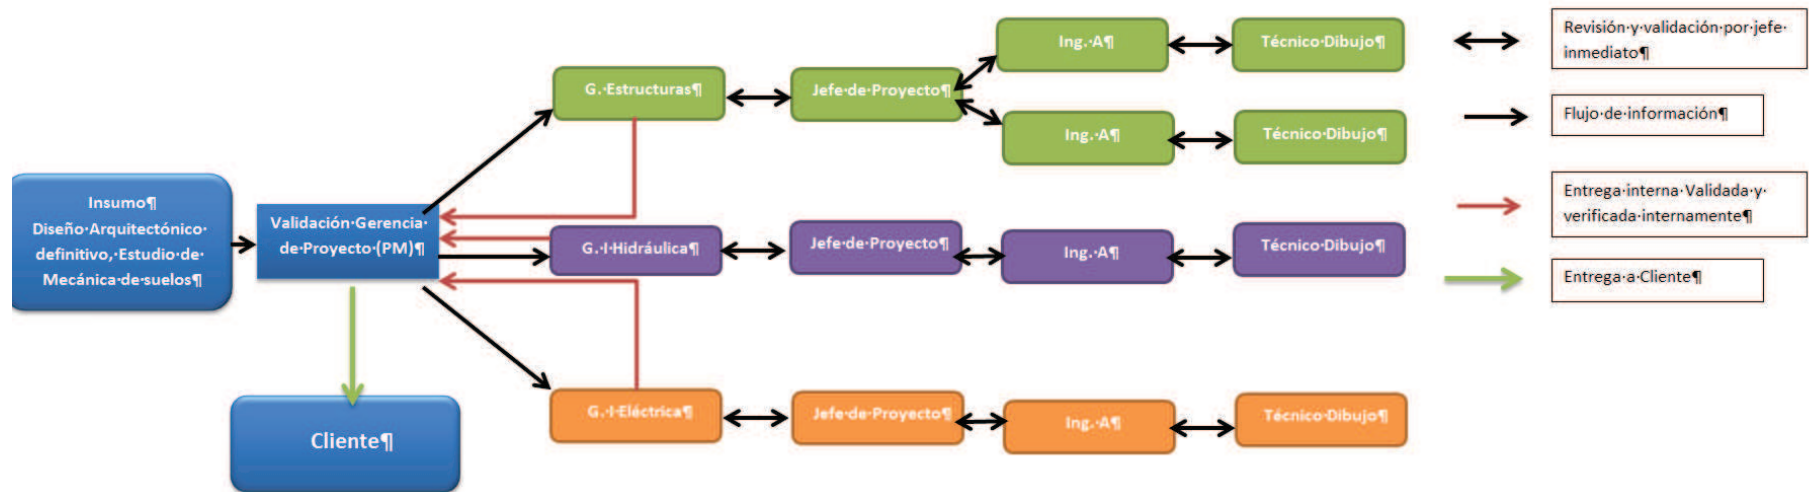 Insumo¶
Diseño·Arquitectónico·
definitivo,·Estudio·de·
Mecánica·de·suelos¶
Validación·Gerencia·
de·Proyecto·(PM)¶
Cliente¶
G.·Estructuras¶
Jefe·de·Proyecto¶
Ing.·A¶
Técnico·Dibujo¶
Ing.·A¶
Técnico·Dibujo¶
G.·I·Hidráulica¶
Jefe·de·Proyecto¶
Ing.·A¶
Técnico·Dibujo¶
G.·I·Eléctrica¶
Jefe·de·Proyecto¶
Ing.·A¶
Técnico·Dibujo¶
Revisión·y·validación·por·jefe·
inmediato¶
Flujo·de·información¶
Entrega·interna·Validada·y·
verificada·internamente¶
Entrega·a·Cliente¶